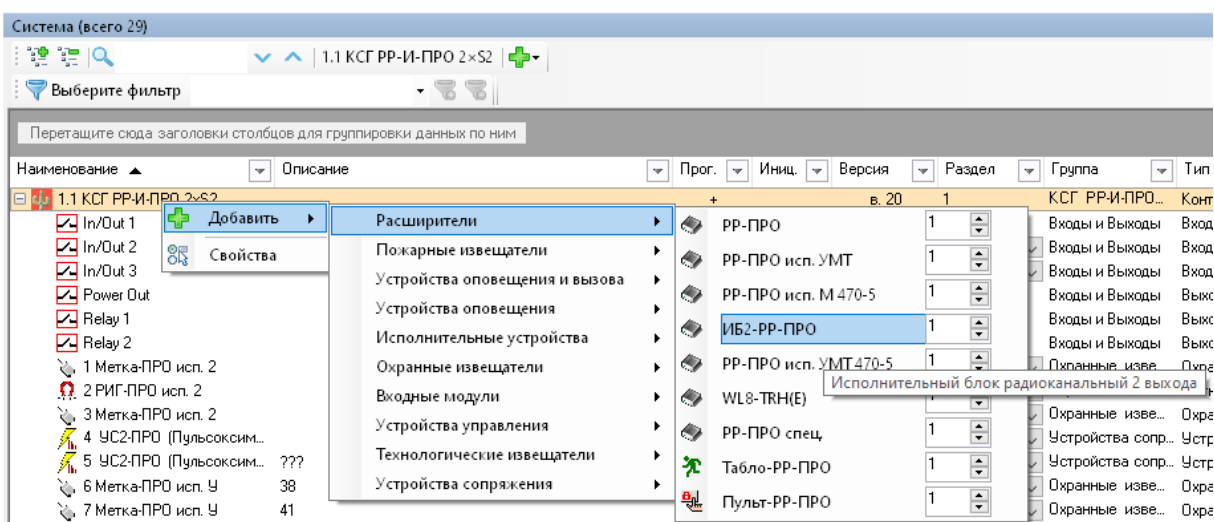 Система (всего 29)
1.1 КСГ РР-И-ПРО 2×S2
Выберите фильтр
Перетащите сюда заголовки столбцов для группировки данных по ним
Наименование Описание Прог. Иниц. Версия Раздел Группа Тип
1.1 КСГ РР-И-ПРО 2×S2 + в. 20 1 КСГ РР-И-ПРО... Конт
In/Out 1 Входы и Выходы Вход
In/Out 2 Входы и Выходы Вход
In/Out 3 Входы и Выходы Вход
Power Out Входы и Выходы Выхо
Relay 1 Входы и Выходы Выхо
Relay 2 Входы и Выходы Выхо
1 Метка-ПРО исп. 2 Охранные изве... Охра
2 РИГ-ПРО исп. 2
3 Метка-ПРО исп. 2 Охранные изве... Охра
4 УС2-ПРО (Пульсоксим... Устройства сопр... Устр
5 УС2-ПРО (Пульсоксим... ??? Устройства сопр... Устр
6 Метка-ПРО исп. У 38 Охранные изве... Охра
7 Метка-ПРО исп. У 41 Охранные изве... Охра
Добавить
Свойства
Расширители
Пожарные извещатели
Устройства оповещения и вызова
Устройства оповещения
Исполнительные устройства
Охранные извещатели
Входные модули
Устройства управления
Технологические извещатели
Устройства сопряжения
РР-ПРО 1
РР-ПРО исп. УМТ 1
РР-ПРО исп. М 470-5 1
ИБ2-РР-ПРО 1
РР-ПРО исп. УМТ 470-5 1
WL8-TRH(E) 1
РР-ПРО спец. 1
Табло-РР-ПРО 1
Пульт-РР-ПРО 1
Исполнительный блок радиоканальный 2 выхода